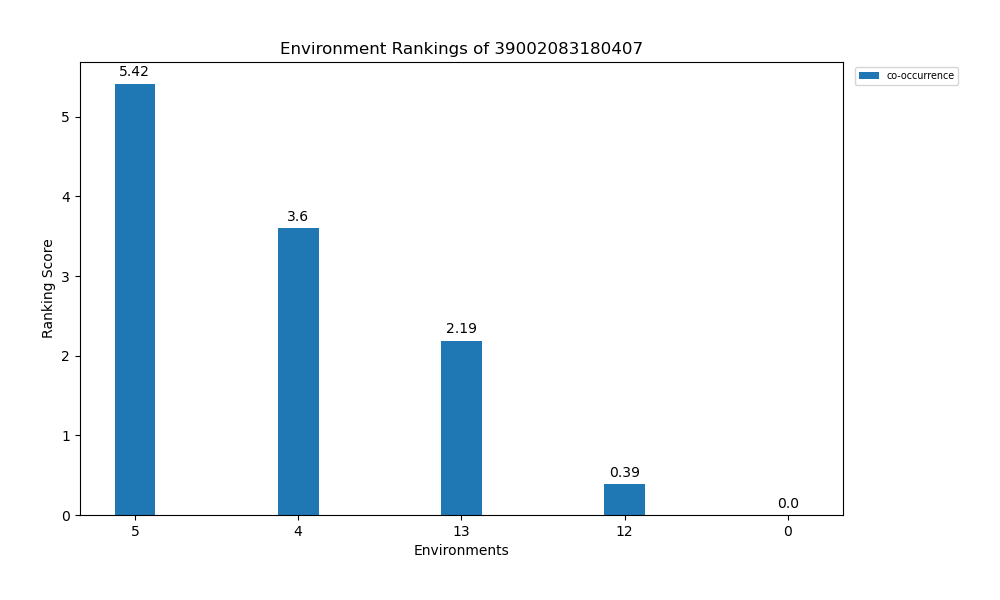 Environment Rankings of 39002083180407
co-occurrence
5.42
3.6
2.19
0.39
0.0
Ranking Score
5
4
3
2
1
0
5 4 13 12 0
Environments